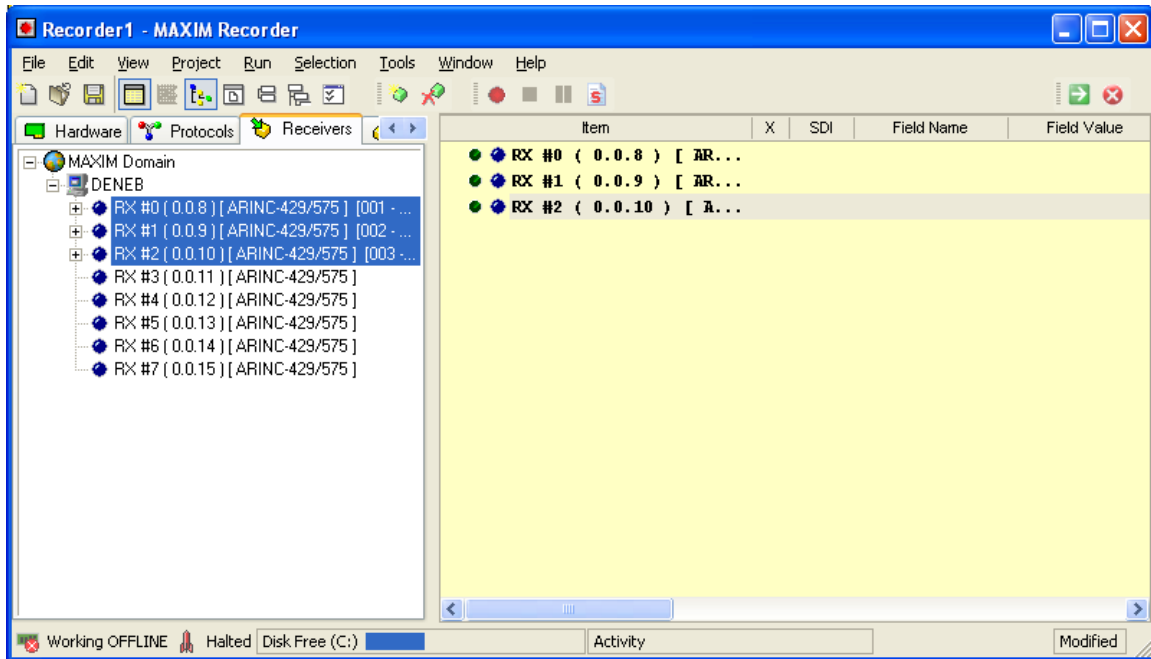 Recorder1 - MAXIM Recorder
File Edit View Project Run Selection Tools Window Help
Hardware Protocols Receivers
Item X SDI Field Name Field Value
MAXIM Domain
DENEB
RX #0 ( 0.0.8 ) [ ARINC-429/575 ] [001 - ...
RX #1 ( 0.0.9 ) [ ARINC-429/575 ] [002 - ...
RX #2 ( 0.0.10 ) [ ARINC-429/575 ] [003 -...
RX #3 ( 0.0.11 ) [ ARINC-429/575 ]
RX #4 ( 0.0.12 ) [ ARINC-429/575 ]
RX #5 ( 0.0.13 ) [ ARINC-429/575 ]
RX #6 ( 0.0.14 ) [ ARINC-429/575 ]
RX #7 ( 0.0.15 ) [ ARINC-429/575 ]
RX #0 ( 0.0.8 ) [ AR...
RX #1 ( 0.0.9 ) [ AR...
RX #2 ( 0.0.10 ) [ A...
Working OFFLINE Halted Disk Free (C:) Activity Modified